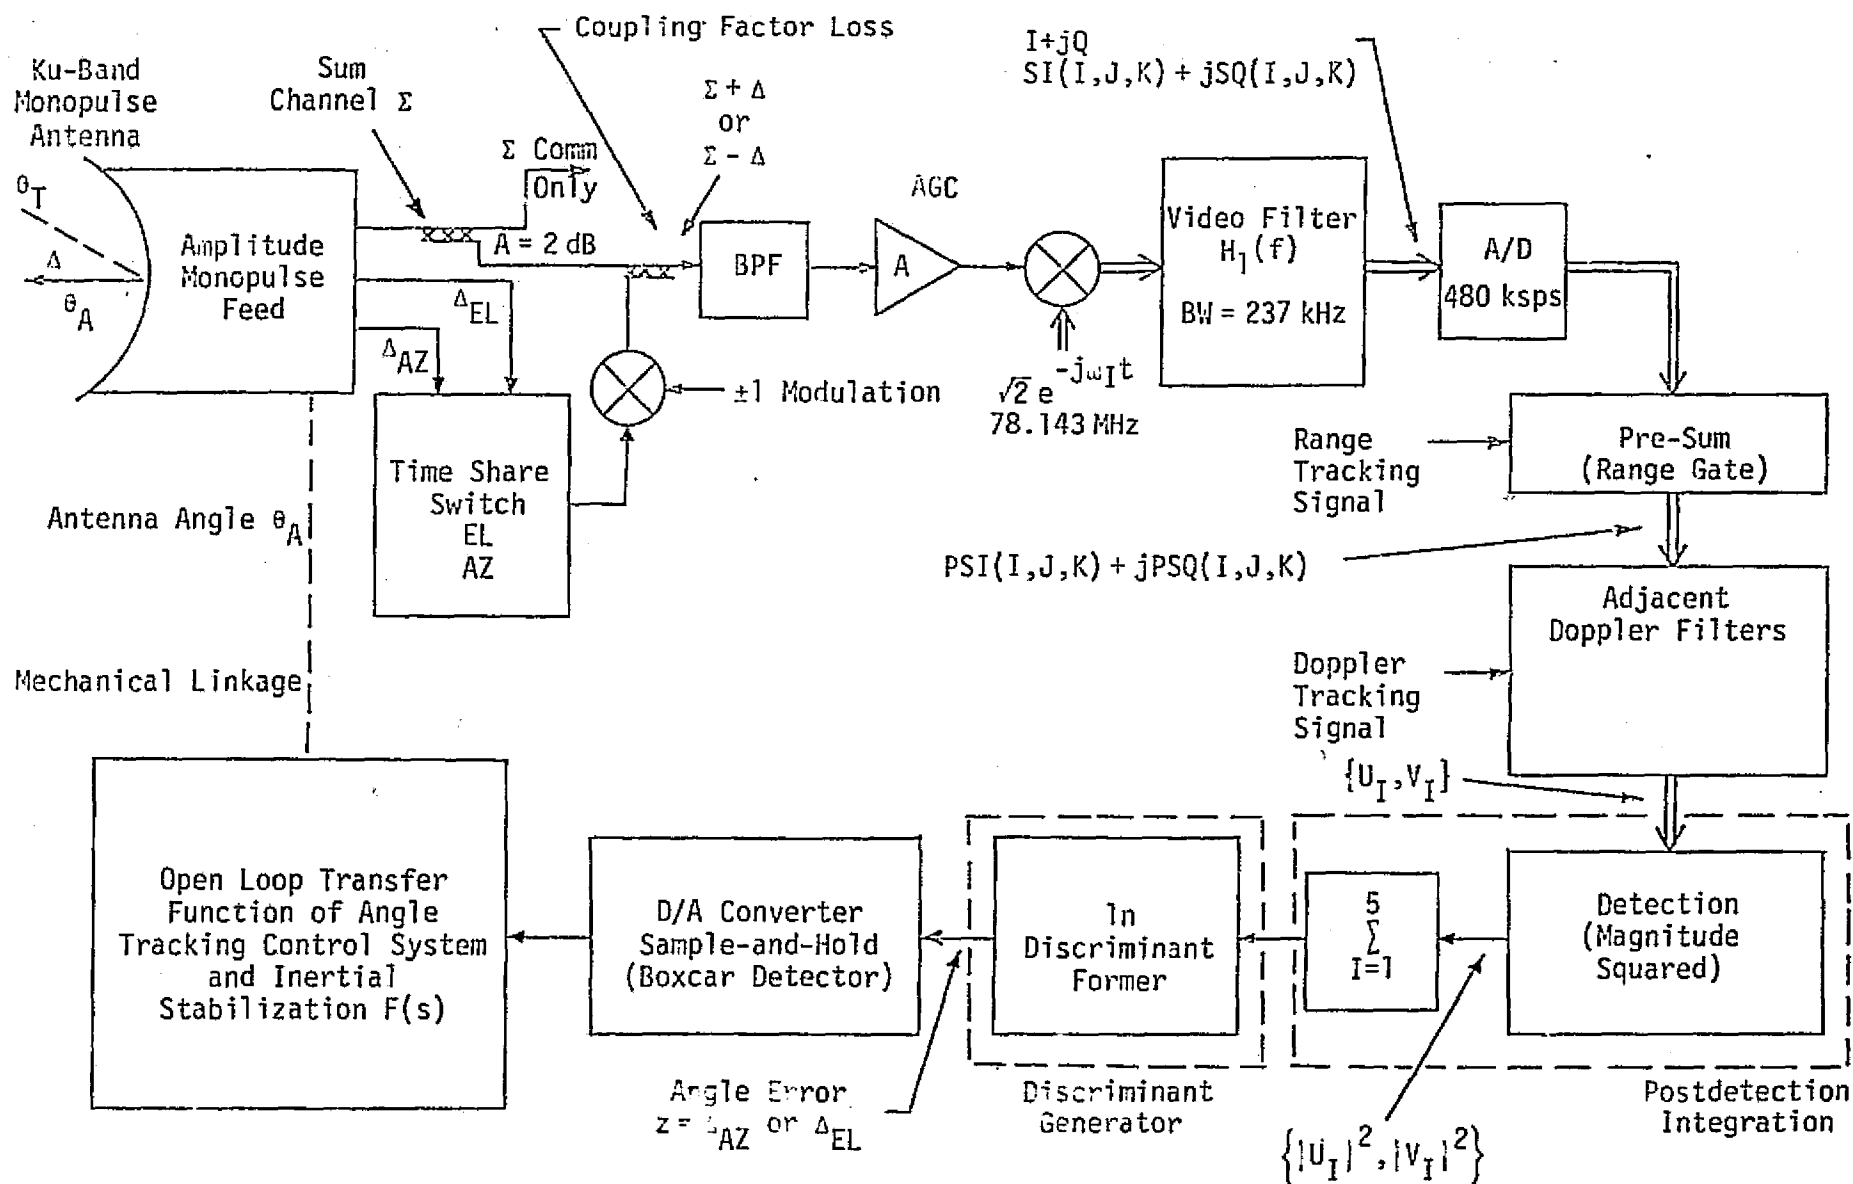 Coupling Factor Loss
Ku-Band
Monopulse
Antenna
Sum
Channel Σ
Σ + Δ
or
Σ - Δ
I+jQ
SI(I,J,K) + jSQ(I,J,K)
Σ Comm
Only
AGC
θT
Δ
θA
Amplitude
Monopulse
Feed
A = 2 dB
BPF
A
Video Filter
H1(f)
BW = 237 kHz
A/D
480 ksps
ΔEL
ΔAZ
±1 Modulation
√2 e^-jωIt
78.143 MHz
Time Share
Switch
EL
AZ
Range
Tracking
Signal
Pre-Sum
(Range Gate)
Antenna Angle θA
PSI(I,J,K) + jPSQ(I,J,K)
Adjacent
Doppler Filters
Mechanical Linkage
Doppler
Tracking
Signal
{UI,VI}
Open Loop Transfer
Function of Angle
Tracking Control System
and Inertial
Stabilization F(s)
D/A Converter
Sample-and-Hold
(Boxcar Detector)
ln
Discriminant
Former
5
Σ
I=1
Detection
(Magnitude
Squared)
Angle Error
z = ΔAZ or ΔEL
Discriminant
Generator
Postdetection
Integration
{|UI|²,|VI|²}